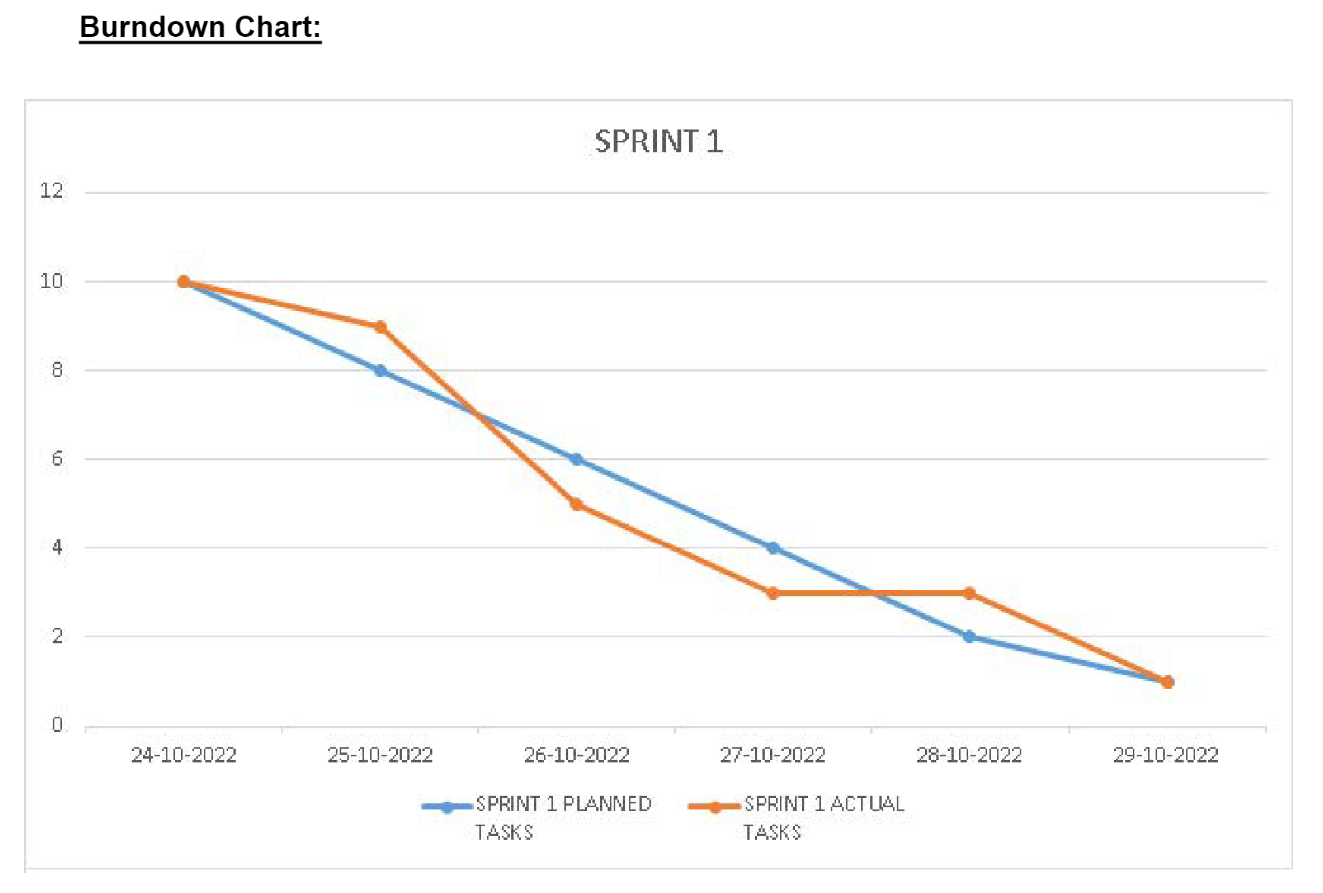 Burndown Chart:
SPRINT 1
12
10
8
6
4
2
0
24-10-2022 25-10-2022 26-10-2022 27-10-2022 28-10-2022 29-10-2022
SPRINT 1 PLANNED TASKS
SPRINT 1 ACTUAL TASKS